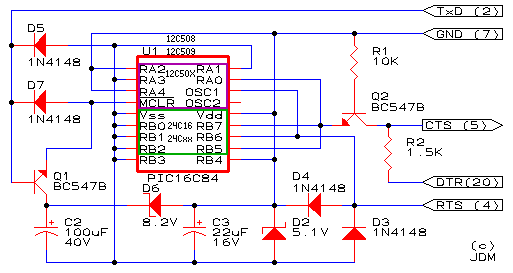 TxD (2)
12C508
12C509
GND (7)
D5
U1
R1
10K
1N4148
RA2 12C50X RA1
RA3 RA0
RA4 OSC1
MCLR OSC2
Q2
BC547B
D7
1N4148
Vss Vdd
RB0 24C16 RB7
RB1 24Cxx RB6
RB2 RB5
RB3 RB4
CTS (5)
R2
1.5K
PIC16C84
Q1
BC547B
D6
8.2V
D4
1N4148
DTR(20)
RTS (4)
C2
100uF
40V
C3
22uF
16V
D2
5.1V
D3
1N4148
(c)
JDM